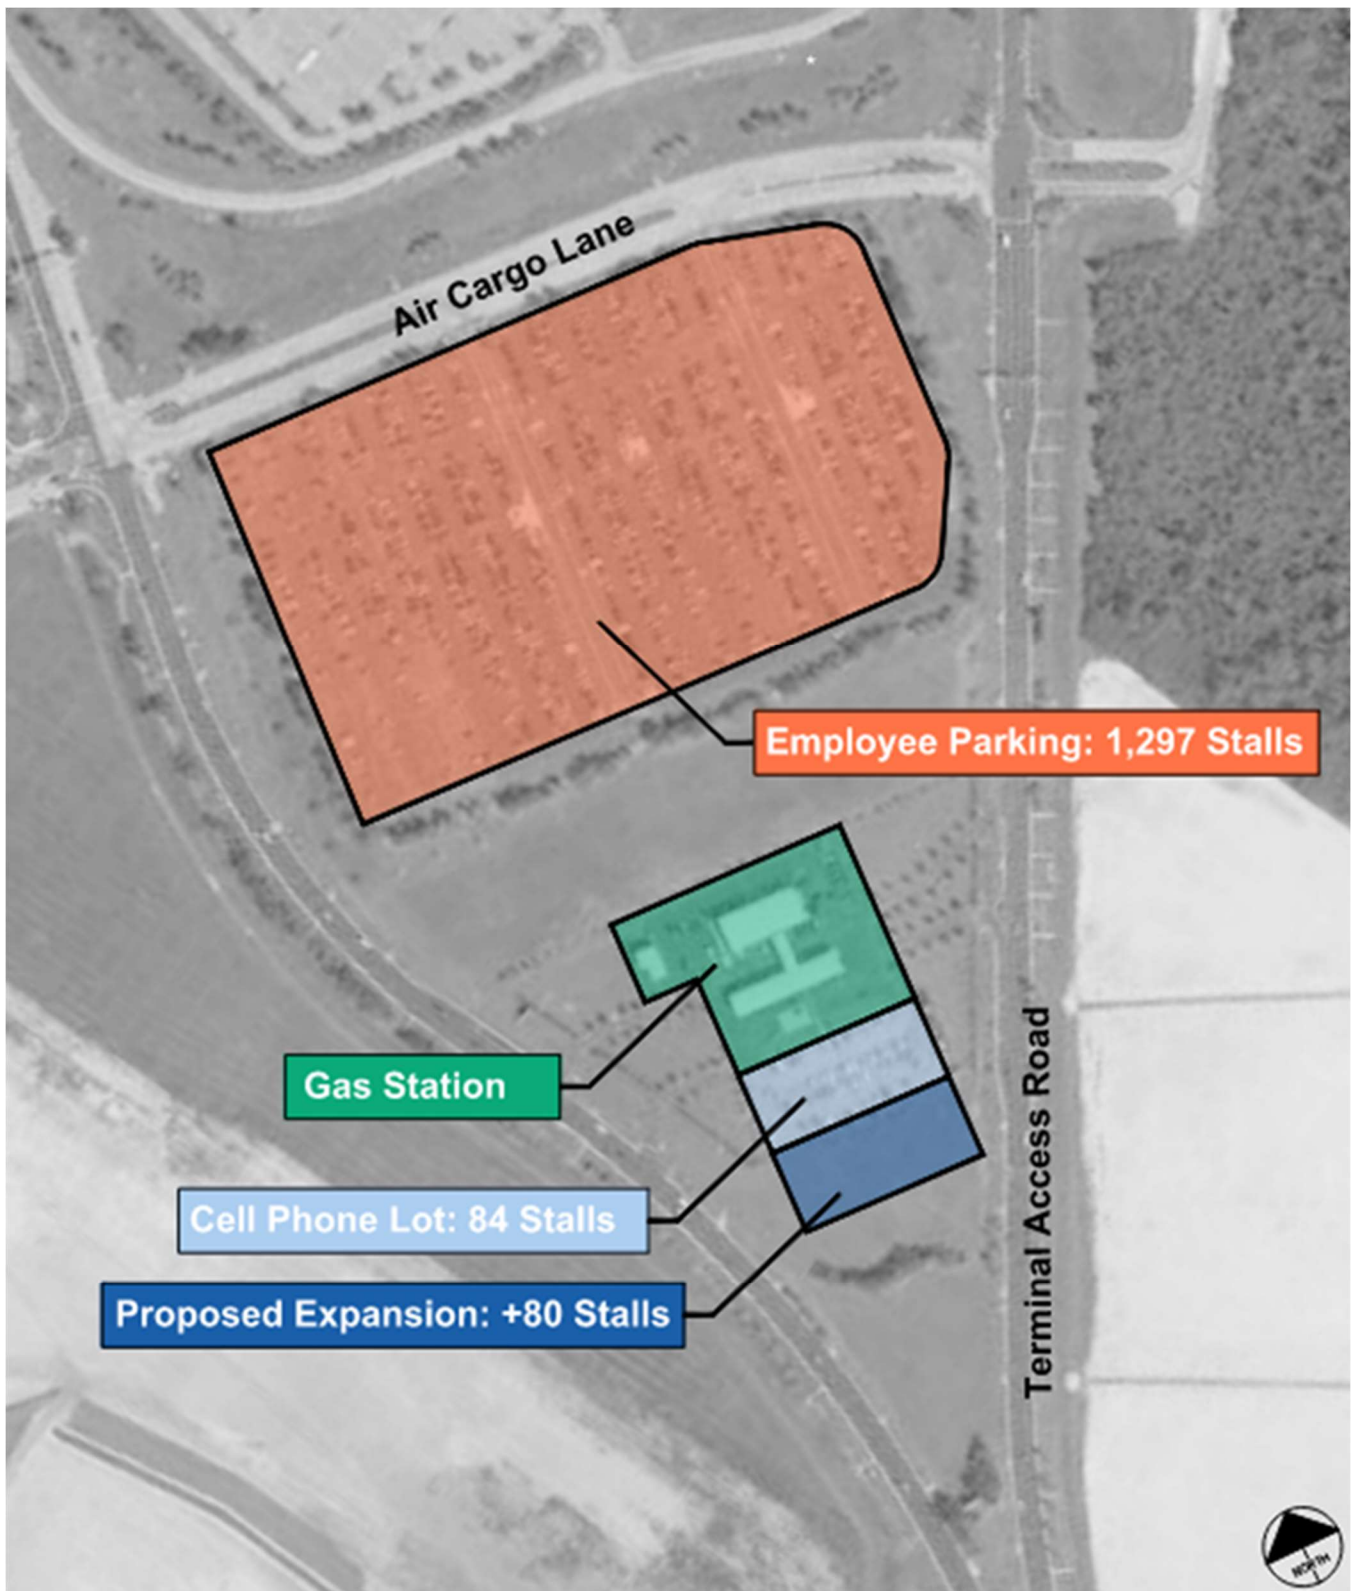 Air Cargo Lane
Employee Parking: 1,297 Stalls
Gas Station
Cell Phone Lot: 84 Stalls
Proposed Expansion: +80 Stalls
Terminal Access Road
NORTH